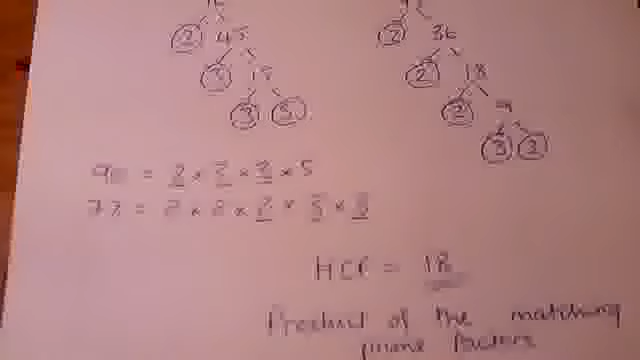 2 45 2 36
3 15 2 18
3 5 2 9
3 3
90 = 2 × 3 × 3 × 5
72 = 2 × 2 × 2 × 3 × 3
HCF = 18
Product of the matching
prime factors